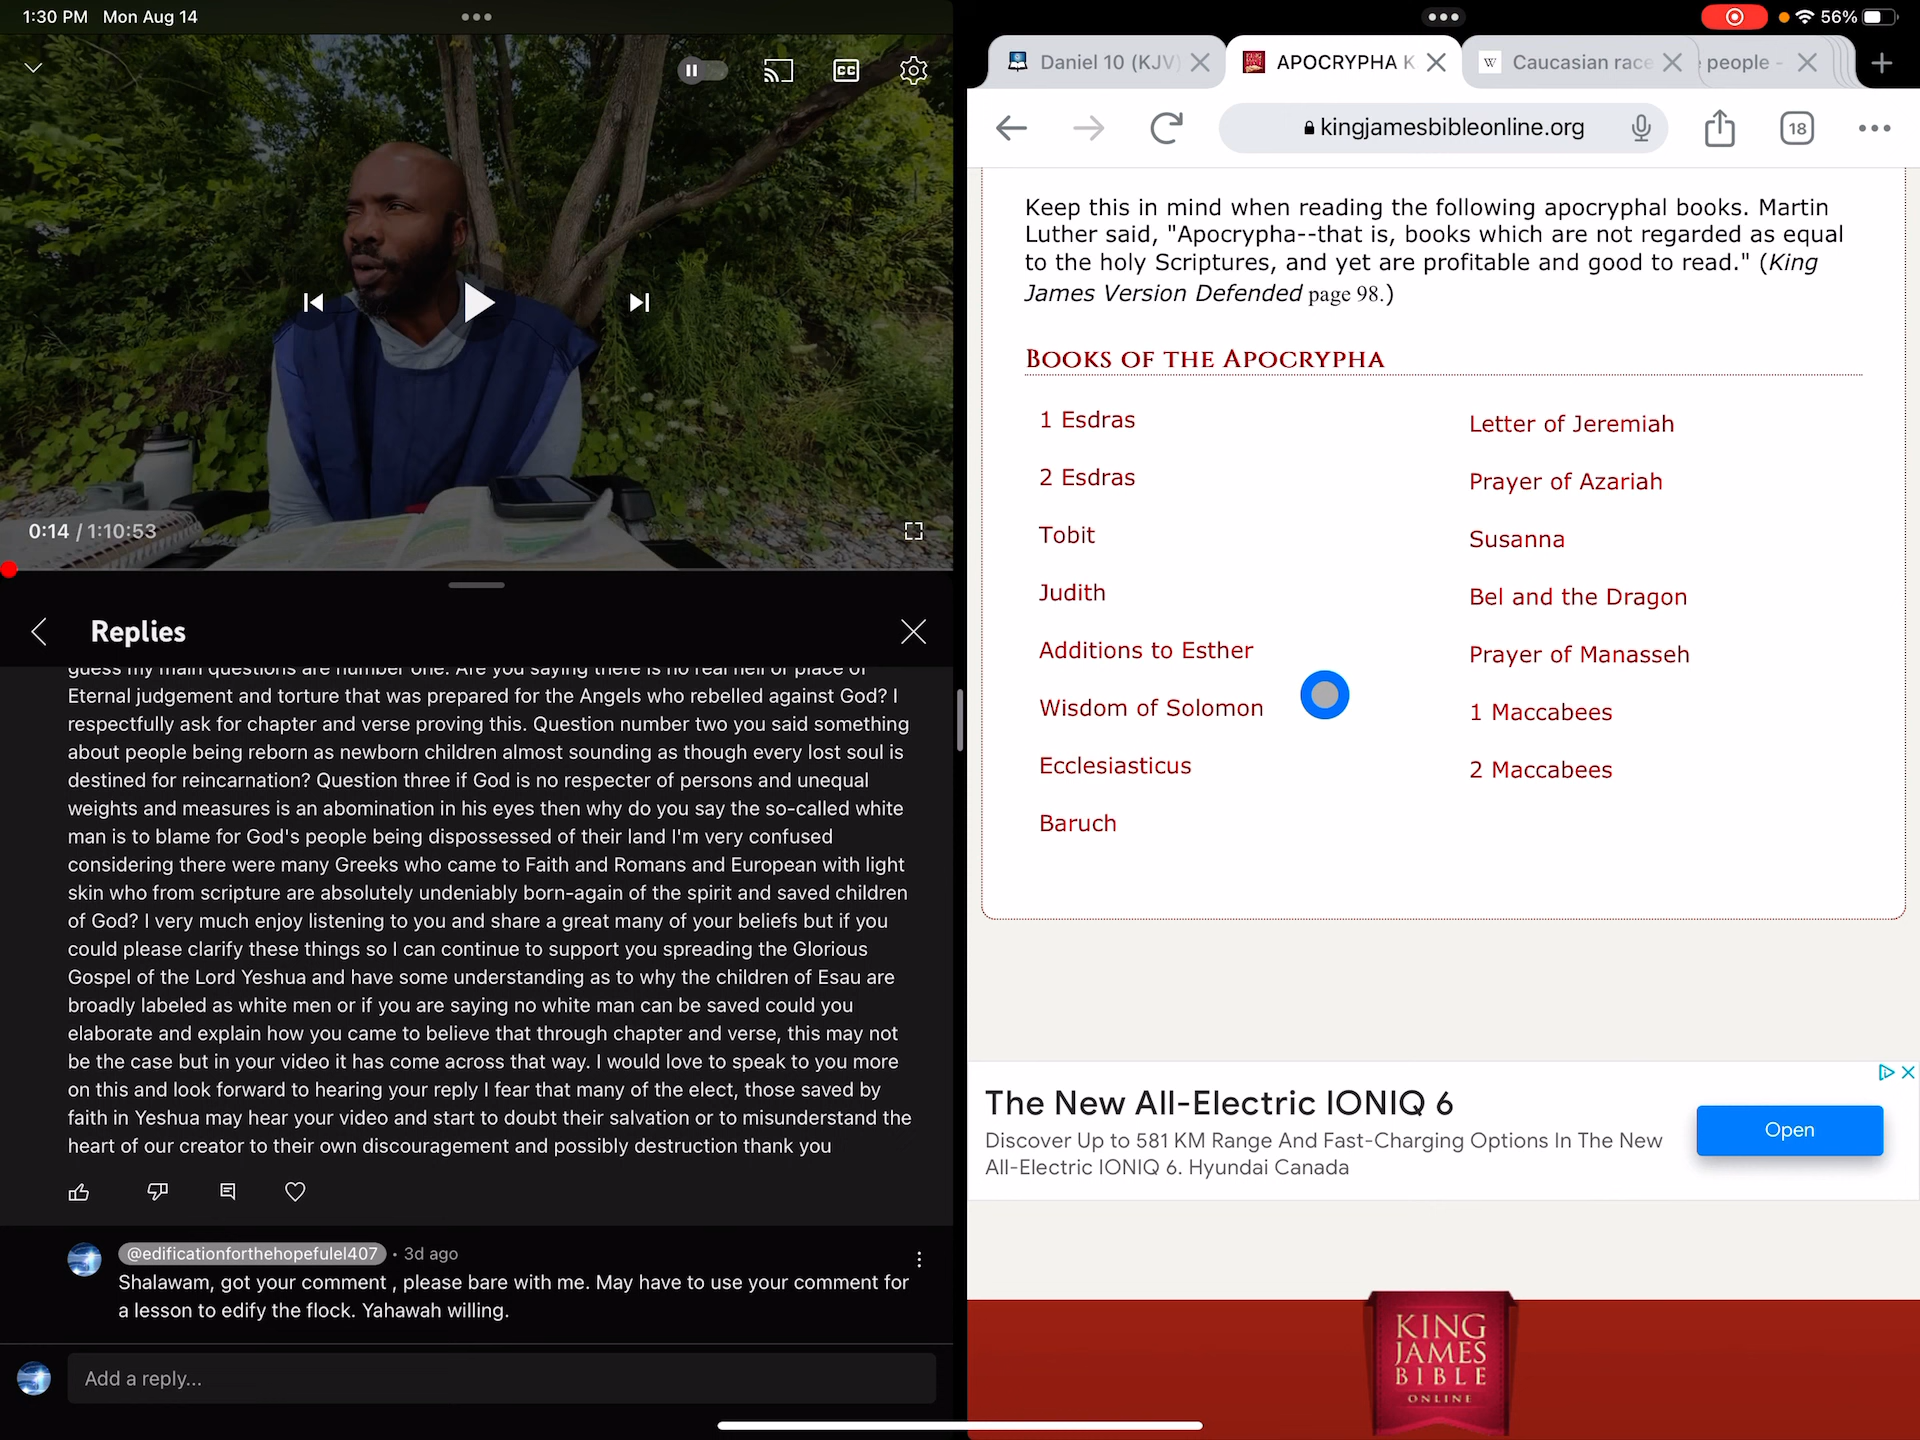 1:30 PM Mon Aug 14
56%
CC
0:14 / 1:10:53
Replies
guess my main questions are number one. Are you saying there is no real hell or place of
Eternal judgement and torture that was prepared for the Angels who rebelled against God? I
respectfully ask for chapter and verse proving this. Question number two you said something
about people being reborn as newborn children almost sounding as though every lost soul is
destined for reincarnation? Question three if God is no respecter of persons and unequal
weights and measures is an abomination in his eyes then why do you say the so-called white
man is to blame for God's people being dispossessed of their land I'm very confused
considering there were many Greeks who came to Faith and Romans and European with light
skin who from scripture are absolutely undeniably born-again of the spirit and saved children
of God? I very much enjoy listening to you and share a great many of your beliefs but if you
could please clarify these things so I can continue to support you spreading the Glorious
Gospel of the Lord Yeshua and have some understanding as to why the children of Esau are
broadly labeled as white men or if you are saying no white man can be saved could you
elaborate and explain how you came to believe that through chapter and verse, this may not
be the case but in your video it has come across that way. I would love to speak to you more
on this and look forward to hearing your reply I fear that many of the elect, those saved by
faith in Yeshua may hear your video and start to doubt their salvation or to misunderstand the
heart of our creator to their own discouragement and possibly destruction thank you
@edificationforthehopefulel407 • 3d ago
Shalawam, got your comment , please bare with me. May have to use your comment for
a lesson to edify the flock. Yahawah willing.
Add a reply...
Daniel 10 (KJV)
APOCRYPHA K
W Caucasian race
people -
kingjamesbibleonline.org
18
Keep this in mind when reading the following apocryphal books. Martin
Luther said, "Apocrypha--that is, books which are not regarded as equal
to the holy Scriptures, and yet are profitable and good to read." (King
James Version Defended page 98.)
BOOKS OF THE APOCRYPHA
1 Esdras
2 Esdras
Tobit
Judith
Additions to Esther
Wisdom of Solomon
Ecclesiasticus
Baruch
Letter of Jeremiah
Prayer of Azariah
Susanna
Bel and the Dragon
Prayer of Manasseh
1 Maccabees
2 Maccabees
The New All-Electric IONIQ 6
Discover Up to 581 KM Range And Fast-Charging Options In The New
All-Electric IONIQ 6. Hyundai Canada
Open
KING
JAMES
BIBLE
ONLINE